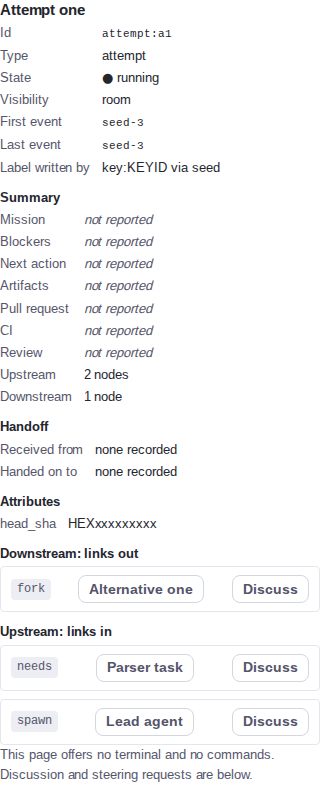 Attempt one
Id attempt:a1
Type attempt
State ● running
Visibility room
First event seed-3
Last event seed-3
Label written by key:KEYID via seed
Summary
Mission not reported
Blockers not reported
Next action not reported
Artifacts not reported
Pull request not reported
CI not reported
Review not reported
Upstream 2 nodes
Downstream 1 node
Handoff
Received from none recorded
Handed on to none recorded
Attributes
head_sha HEXxxxxxxxx
Downstream: links out
fork Alternative one Discuss
Upstream: links in
needs Parser task Discuss
spawn Lead agent Discuss
This page offers no terminal and no commands.
Discussion and steering requests are below.